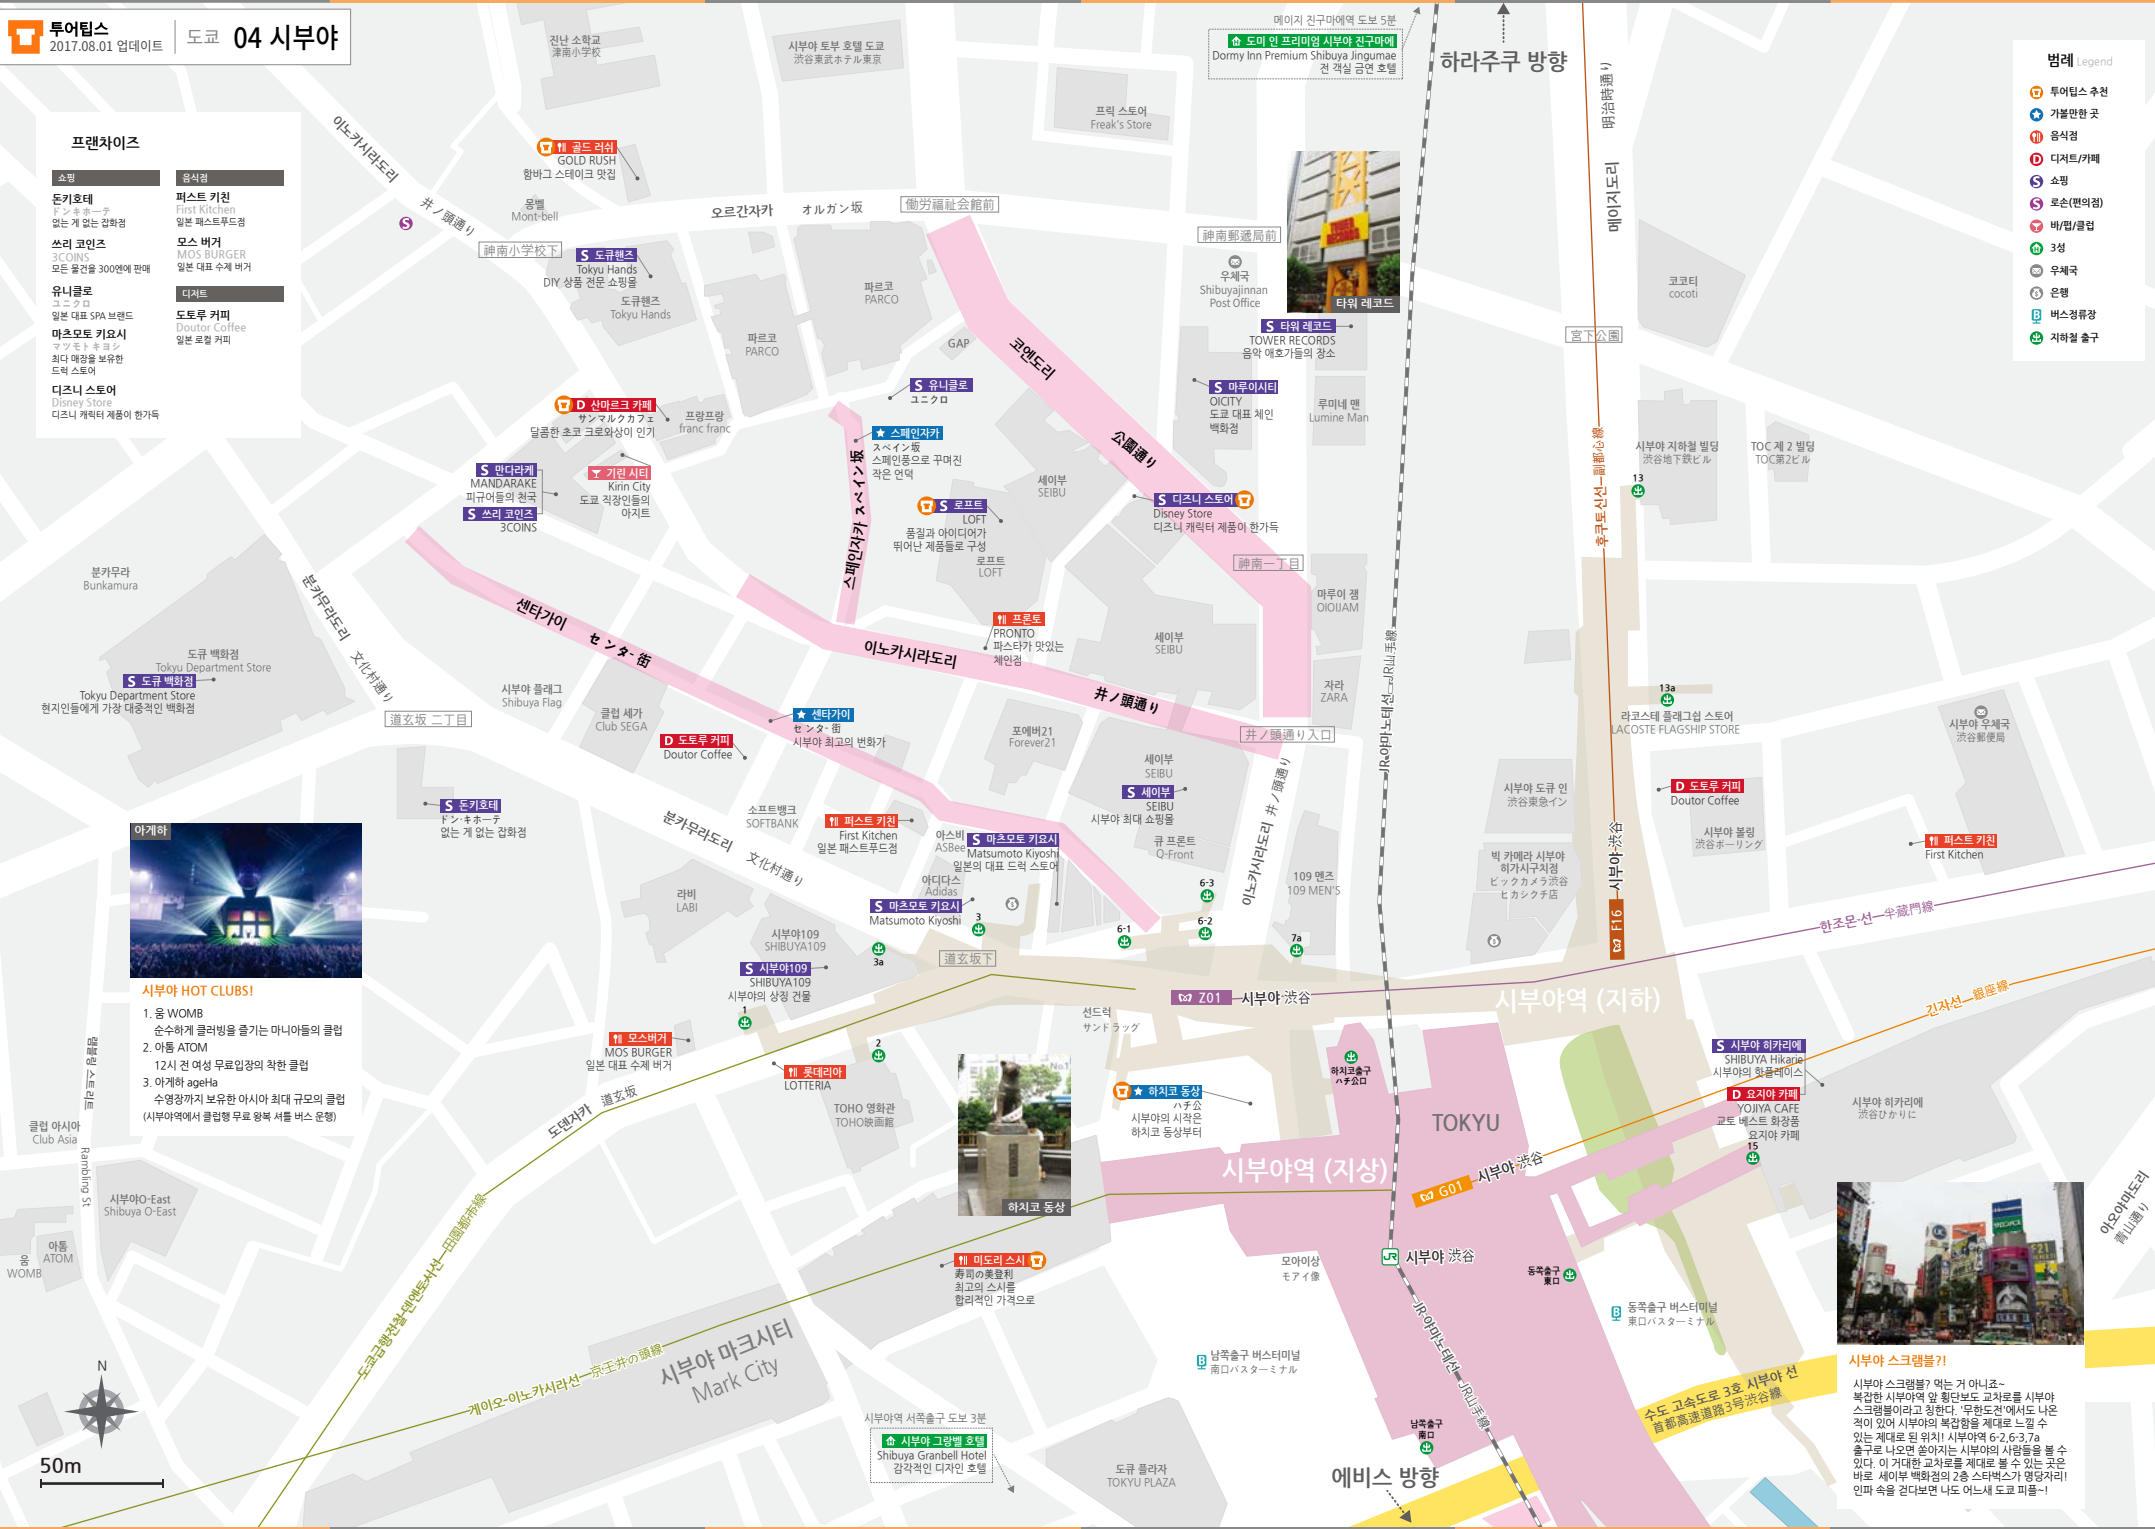 투어팁스
2017.08.01 업데이트
도쿄 04 시부야
프랜차이즈
쇼핑
돈키호테
ドンキホーテ
없는 게 없는 잡화점
쓰리 코인즈
3COINS
모든 물건을 300엔에 판매
유니클로
ユニクロ
일본 대표 SPA 브랜드
마츠모토 키요시
マツモトキヨシ
최다 매장을 보유한
드럭 스토어
디즈니 스토어
Disney Store
디즈니 캐릭터 제품이 한가득
음식점
퍼스트 키친
First Kitchen
일본 패스트푸드점
모스 버거
MOS BURGER
일본 대표 수제 버거
디저트
도토루 커피
Doutor Coffee
일본 로컬 커피
진난 소학교
津南小学校
시부야 토부 호텔 도쿄
渋谷東武ホテル東京
메이지 진구마에역 도보 5분
도미 인 프리미엄 시부야 진구마에
Dormy Inn Premium Shibuya Jingumae
전 객실 금연 호텔
하라주쿠 방향
明治時通り
메이지도리
범례 Legend
투어팁스 추천
가볼만한 곳
음식점
D 디저트/카페
S 쇼핑
S 로손(편의점)
바/펍/클럽
3성
우체국
은행
B 버스정류장
지하철 출구
프릭 스토어
Freak's Store
이노카시라도리
井ノ頭通り
S
골드 러쉬
GOLD RUSH
함바그 스테이크 맛집
몽벨
Mont-bell
神南小学校下
오르간자카 オルガン坂
働労福祉会館前
神南郵逓局前
우체국
Shibuyajinnan
Post Office
타워 레코드
S 타워 레코드
TOWER RECORDS
음악 애호가들의 장소
S 도큐핸즈
Tokyu Hands
DIY 상품 전문 쇼핑몰
도큐핸즈
Tokyu Hands
파르코
PARCO
파르코
PARCO
GAP
코엔도리
公園通り
코코티
cocoti
宮下公園
S 유니클로
ユニクロ
S 마루이시티
OICITY
도쿄 대표 체인
백화점
루미네 맨
Lumine Man
D 산마르크 카페
サンマルクカフェ
달콤한 초코 크로와상이 인기
프랑프랑
franc franc
스페인자카
スペイン坂
스페인풍으로 꾸며진
작은 언덕
스페인자카 スペイン坂
S 만다라케
MANDARAKE
피규어들의 천국
S 쓰리 코인즈
3COINS
기린 시티
Kirin City
도쿄 직장인들의
아지트
세이부
SEIBU
S 로프트
LOFT
품질과 아이디어가
뛰어난 제품들로 구성
로프트
LOFT
S 디즈니 스토어
Disney Store
디즈니 캐릭터 제품이 한가득
후쿠토신선 副都心線
시부야 지하철 빌딩
渋谷地下鉄ビル
TOC 제 2 빌딩
TOC第2ビル
13
神南一丁目
마루이 잼
OIOIJAM
분카무라
Bunkamura
분카무라도리
文化村通り
센타가이 センター街
프론토
PRONTO
파스타가 맛있는
체인점
이노카시라도리 井ノ頭通り
세이부
SEIBU
자라
ZARA
JR 야마노테선 JR山手線
도큐 백화점
Tokyu Department Store
S 도큐 백화점
Tokyu Department Store
현지인들에게 가장 대중적인 백화점
道玄坂 二丁目
시부야 플래그
Shibuya Flag
클럽 세가
Club SEGA
센타가이
センター街
시부야 최고의 번화가
D 도토루 커피
Doutor Coffee
포에버21
Forever21
井ノ頭通り入口
13a
라코스테 플래그쉽 스토어
LACOSTE FLAGSHIP STORE
시부야 우체국
渋谷郵便局
세이부
SEIBU
S 세이부
SEIBU
시부야 최대 쇼핑몰
큐 프론트
Q-Front
이노카시라도리 井ノ頭通り
시부야 도큐 인
渋谷東急イン
D 도토루 커피
Doutor Coffee
시부야 볼링
渋谷ボーリング
퍼스트 키친
First Kitchen
S 돈키호테
ドン·キホーテ
없는 게 없는 잡화점
분카무라도리 文化村通り
소프트뱅크
SOFTBANK
퍼스트 키친
First Kitchen
일본 패스트푸드점
아스비
ASBee
S 마츠모토 키요시
Matsumoto Kiyoshi
일본의 대표 드럭 스토어
아디다스
Adidas
S 마츠모토 키요시
Matsumoto Kiyoshi
109 멘즈
109 MEN'S
빅 카메라 시부야
히가시구치점
ビックカメラ渋谷
ヒカシクチ店
F16 시부야 渋谷
라비
LABI
시부야109
SHIBUYA109
S 시부야109
SHIBUYA109
시부야의 상징 건물
3a
3
6-1
6-2
6-3
7a
道玄坂下
Z01 시부야 渋谷
시부야역 (지하)
한조몬선 半蔵門線
긴자선 銀座線
아게하
시부야 HOT CLUBS!
1. 움 WOMB
순수하게 클러빙을 즐기는 마니아들의 클럽
2. 아톰 ATOM
12시 전 여성 무료입장의 착한 클럽
3. 아게하 ageHa
수영장까지 보유한 아시아 최대 규모의 클럽
(시부야역에서 클럽행 무료 왕복 셔틀 버스 운행)
1
2
모스버거
MOS BURGER
일본 대표 수제 버거
롯데리아
LOTTERIA
도덴자카 道玄坂
TOHO 영화관
TOHO映画館
선드럭
サンドラッグ
하치코 동상
하치코 동상
ハチ公
시부야의 시작은
하치코 동상부터
하치코출구
ハチ公口
TOKYU
시부야역 (지상)
G01 시부야 渋谷
S 시부야 히카리에
SHIBUYA Hikarie
시부야의 핫플레이스
D 요지야 카페
YOJIYA CAFE
교토 베스트 화장품
요지야 카페
15
시부야 히카리에
渋谷ひかりに
램블링 스트리트
Rambling St
클럽 아시아
Club Asia
시부야O-East
Shibuya O-East
아톰
ATOM
움
WOMB
도쿄급행전철-덴엔토시선 田園都市線
게이오-이노카시라선 京王井の頭線
미도리 스시
寿司の美登利
최고의 스시를
합리적인 가격으로
모아이상
モアイ像
JR 시부야 渋谷
동쪽출구
東口
B 동쪽출구 버스터미널
東口バスターミナル
B 남쪽출구 버스터미널
南口バスターミナル
JR 야마노테선 JR山手線
시부야 마크시티
Mark City
남쪽출구
南口
수도 고속도로 3호 시부야 선
首都高速道路3号渋谷線
아오야마도리
青山通り
시부야 스크램블?!
시부야 스크램블? 먹는 거 아니죠~
복잡한 시부야역 앞 횡단보도 교차로를 시부야
스크램블이라고 칭한다. '무한도전'에서도 나온
적이 있어 시부야의 복잡함을 제대로 느낄 수
있는 제대로 된 위치! 시부야역 6-2,6-3,7a
출구로 나오면 쏟아지는 시부야의 사람들을 볼 수
있다. 이 거대한 교차로를 제대로 볼 수 있는 곳은
바로 세이부 백화점의 2층 스타벅스가 명당자리!
인파 속을 걷다보면 나도 어느새 도쿄 피플~!
N
50m
시부야역 서쪽출구 도보 3분
시부야 그랑벨 호텔
Shibuya Granbell Hotel
감각적인 디자인 호텔
도큐 플라자
TOKYU PLAZA
에비스 방향